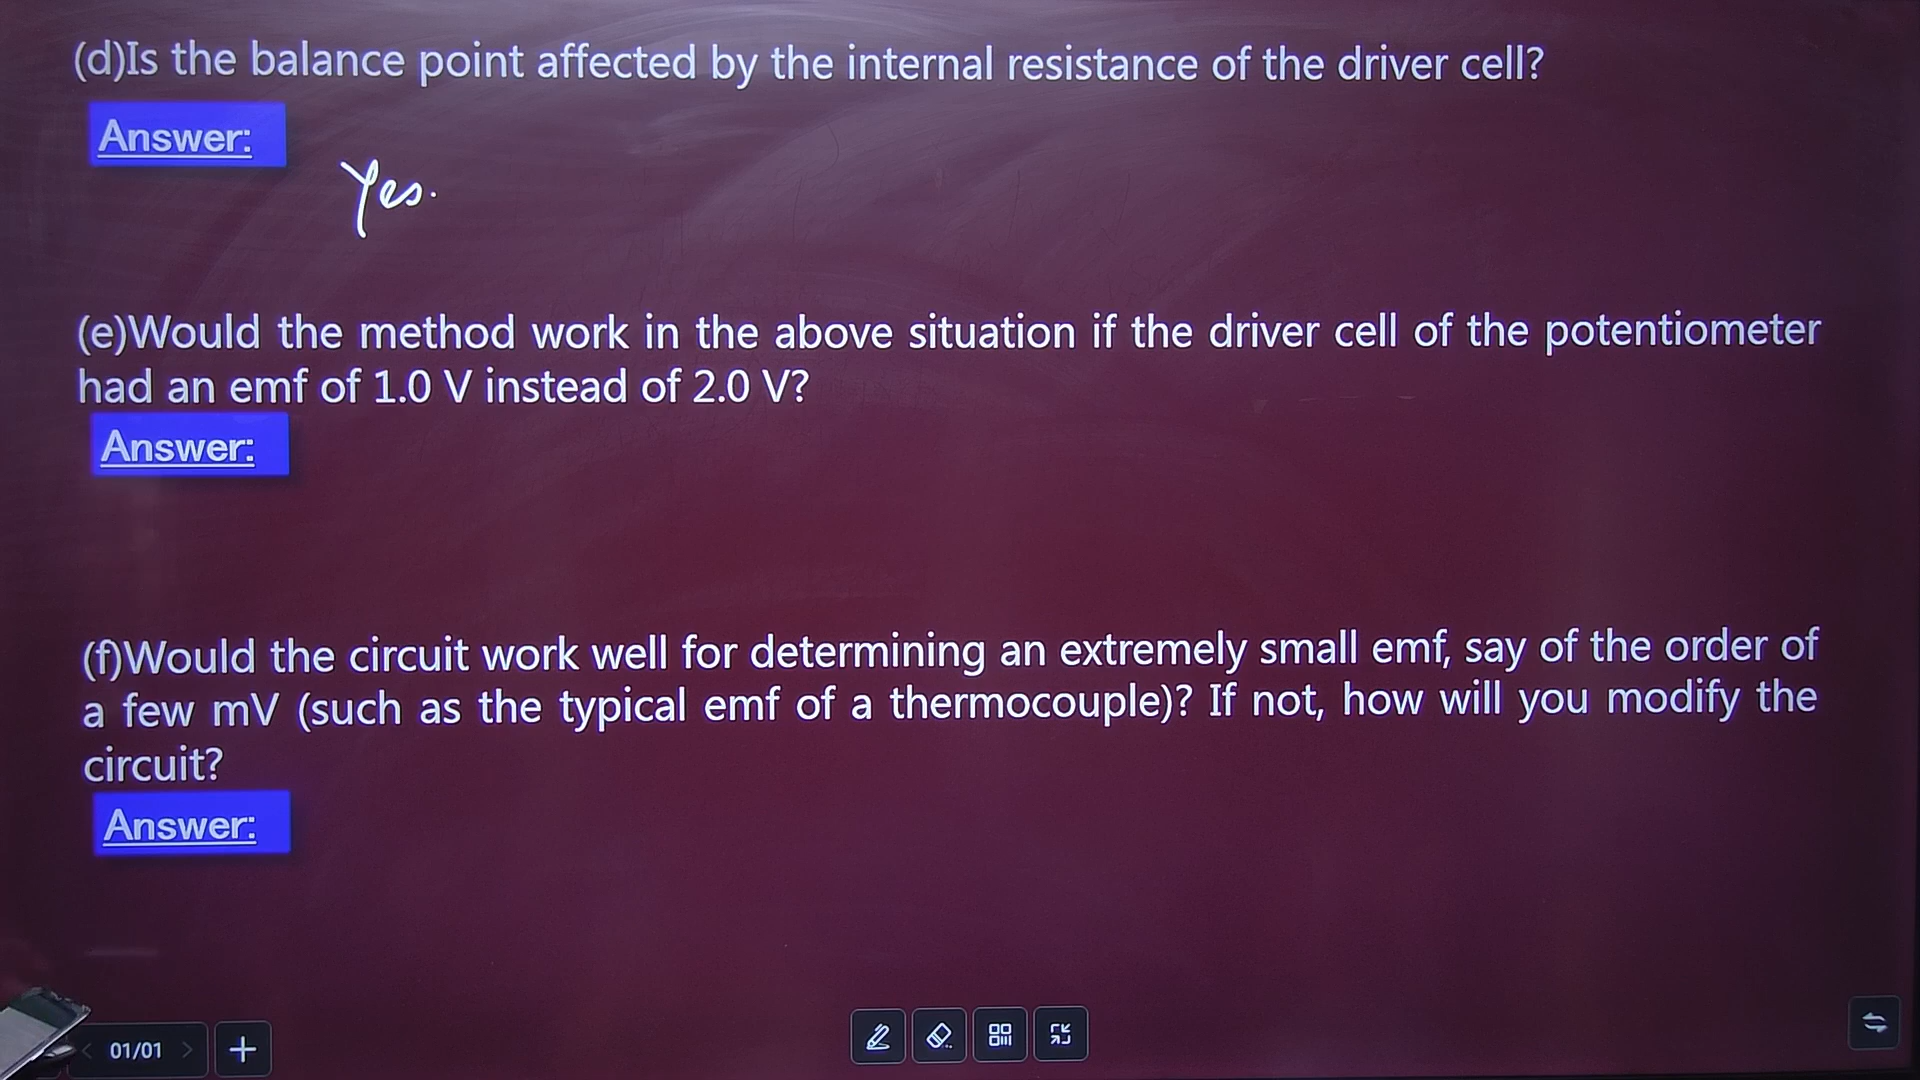 (d)Is the balance point affected by the internal resistance of the driver cell?
Answer:
Yes.
(e)Would the method work in the above situation if the driver cell of the potentiometer
had an emf of 1.0 V instead of 2.0 V?
Answer:
(f)Would the circuit work well for determining an extremely small emf, say of the order of
a few mV (such as the typical emf of a thermocouple)? If not, how will you modify the
circuit?
Answer:
01/01